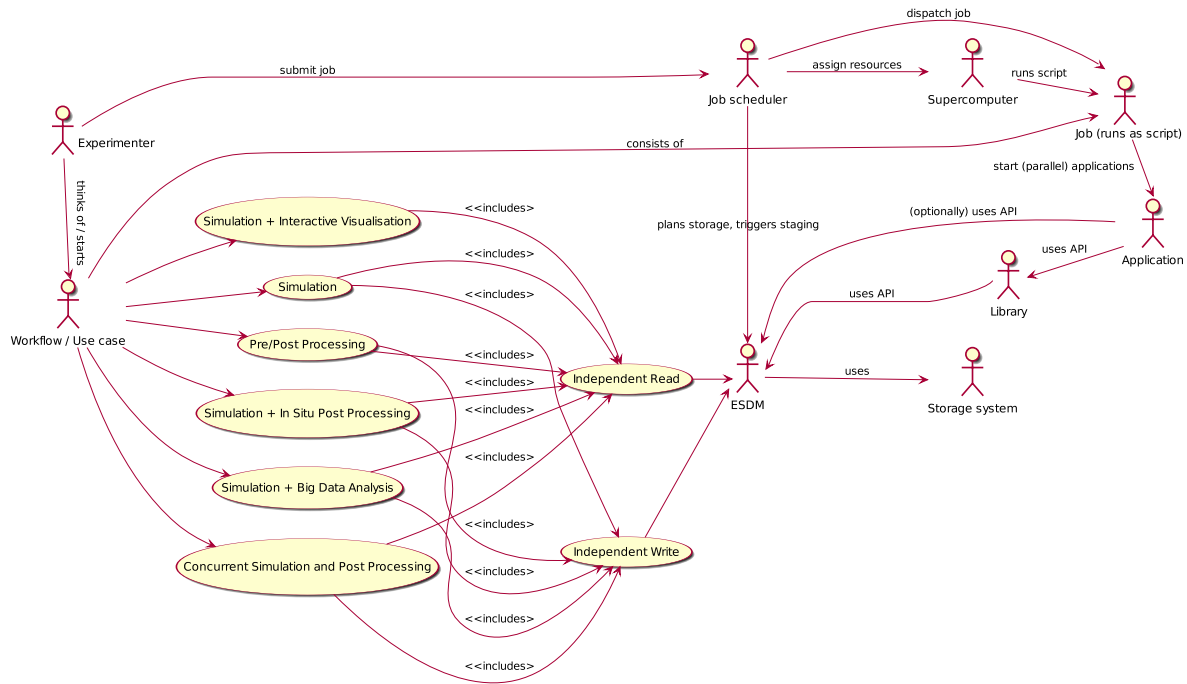 dispatch job
submit job
assign resources
runs script
Job scheduler
Supercomputer
Job (runs as script)
Experimenter
consists of
start (parallel) applications
thinks of / starts
Simulation + Interactive Visualisation
<<includes>
(optionally) uses API
plans storage, triggers staging
<<includes>
uses API
Application
Simulation
<<includes>
uses API
Library
Workflow / Use case
Pre/Post Processing
<<includes>
Independent Read
uses
<<includes>
ESDM
Storage system
Simulation + In Situ Post Processing
<<includes>
<<includes>
Simulation + Big Data Analysis
<<includes>
Independent Write
Concurrent Simulation and Post Processing
<<includes>
<<includes>
<<includes>